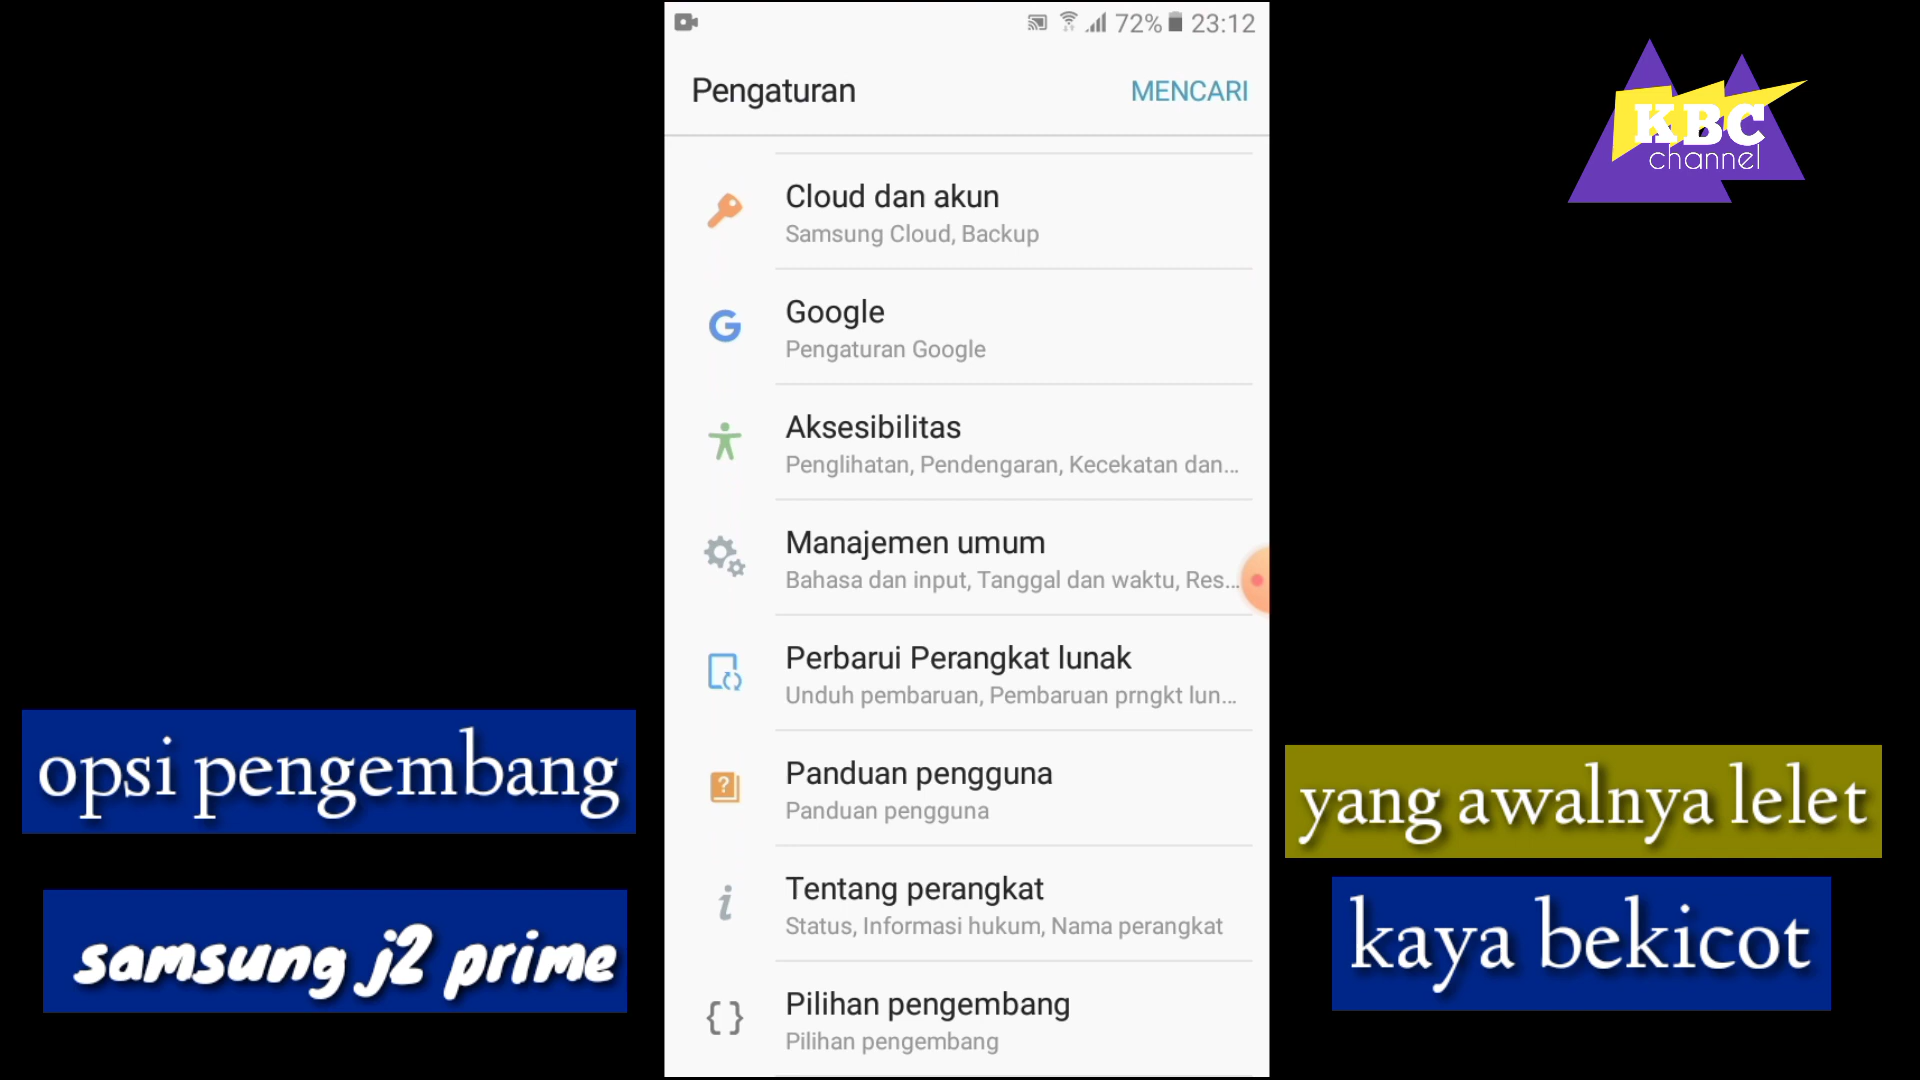 72% 23:12
Pengaturan MENCARI
KBC
channel
Cloud dan akun
Samsung Cloud, Backup
Google
Pengaturan Google
Aksesibilitas
Penglihatan, Pendengaran, Kecekatan dan...
Manajemen umum
Bahasa dan input, Tanggal dan waktu, Res...
Perbarui Perangkat lunak
Unduh pembaruan, Pembaruan prngkt lun...
Panduan pengguna
Panduan pengguna
Tentang perangkat
Status, Informasi hukum, Nama perangkat
Pilihan pengembang
Pilihan pengembang
opsi pengembang
samsung j2 prime
yang awalnya lelet
kaya bekicot